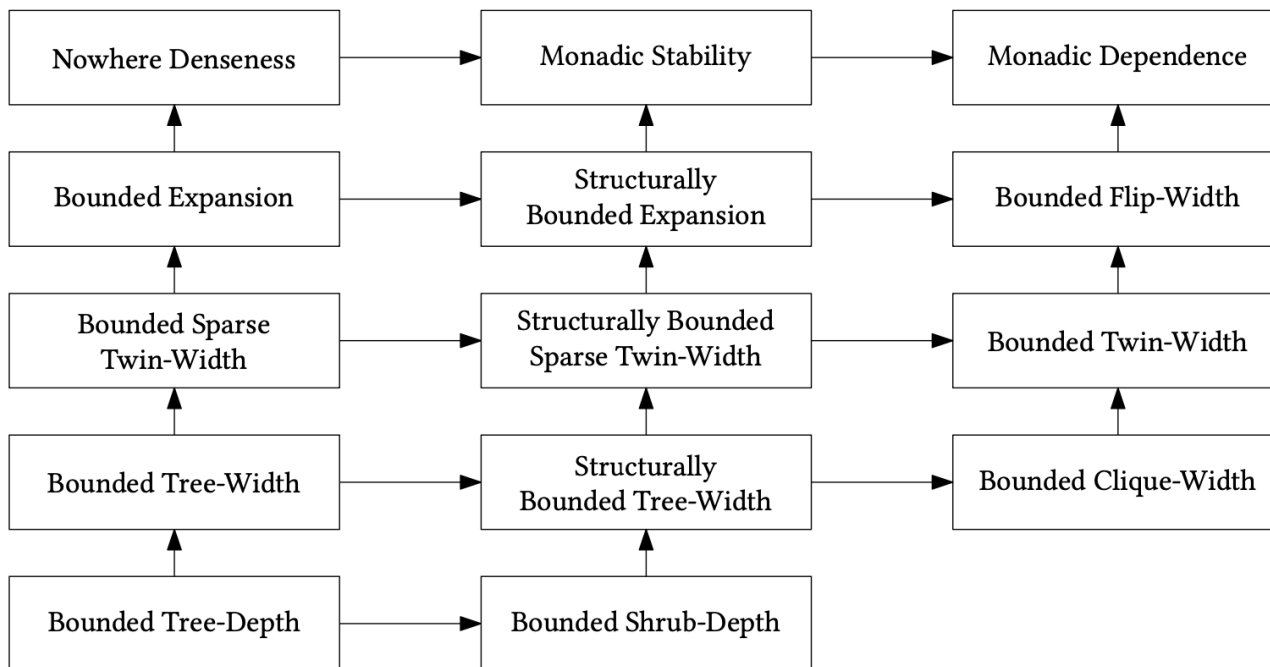 Nowhere Denseness
Monadic Stability
Monadic Dependence
Bounded Expansion
Structurally
Bounded Expansion
Bounded Flip-Width
Bounded Sparse
Twin-Width
Structurally Bounded
Sparse Twin-Width
Bounded Twin-Width
Bounded Tree-Width
Structurally
Bounded Tree-Width
Bounded Clique-Width
Bounded Tree-Depth
Bounded Shrub-Depth